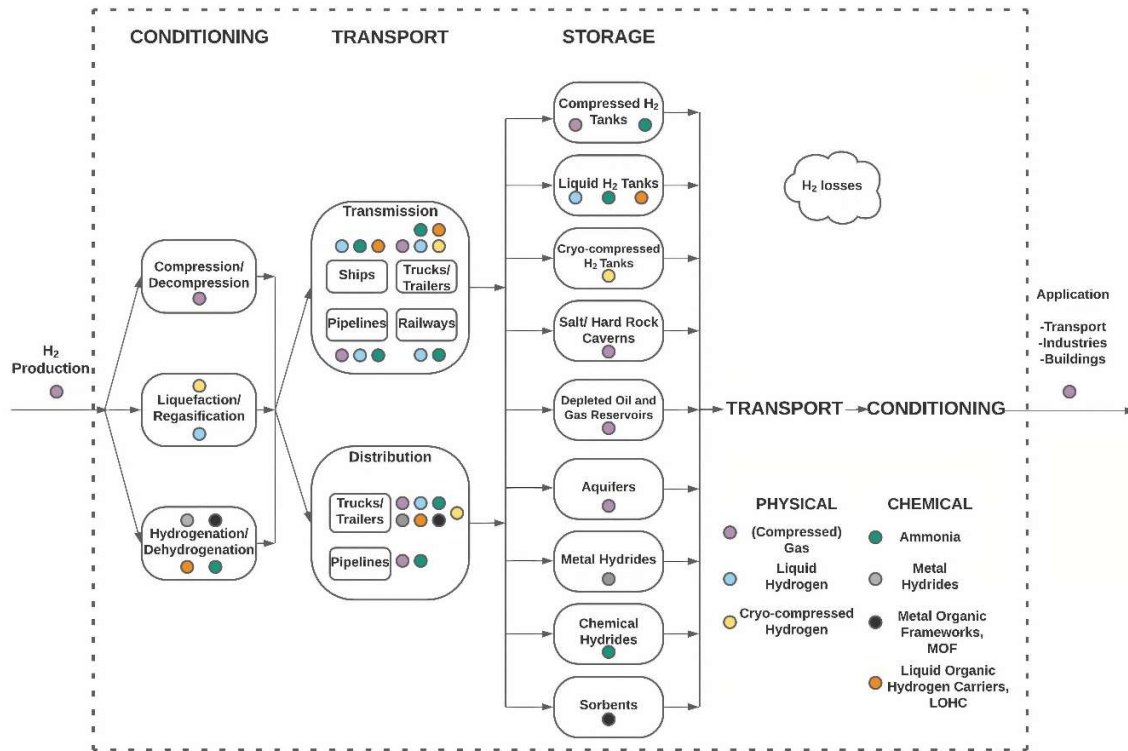 CONDITIONING
TRANSPORT
STORAGE
H₂
Production
Compression/
Decompression
Liquefaction/
Regasification
Hydrogenation/
Dehydrogenation
Transmission
Ships
Trucks/
Trailers
Pipelines
Railways
Distribution
Trucks/
Trailers
Pipelines
Compressed H₂
Tanks
Liquid H₂ Tanks
Cryo-compressed
H₂ Tanks
Salt/ Hard Rock
Caverns
Depleted Oil and
Gas Reservoirs
Aquifers
Metal Hydrides
Chemical
Hydrides
Sorbents
H₂ losses
TRANSPORT
CONDITIONING
Application
-Transport
-Industries
-Buildings
PHYSICAL
(Compressed)
Gas
Liquid
Hydrogen
Cryo-compressed
Hydrogen
CHEMICAL
Ammonia
Metal
Hydrides
Metal Organic
Frameworks,
MOF
Liquid Organic
Hydrogen Carriers,
LOHC